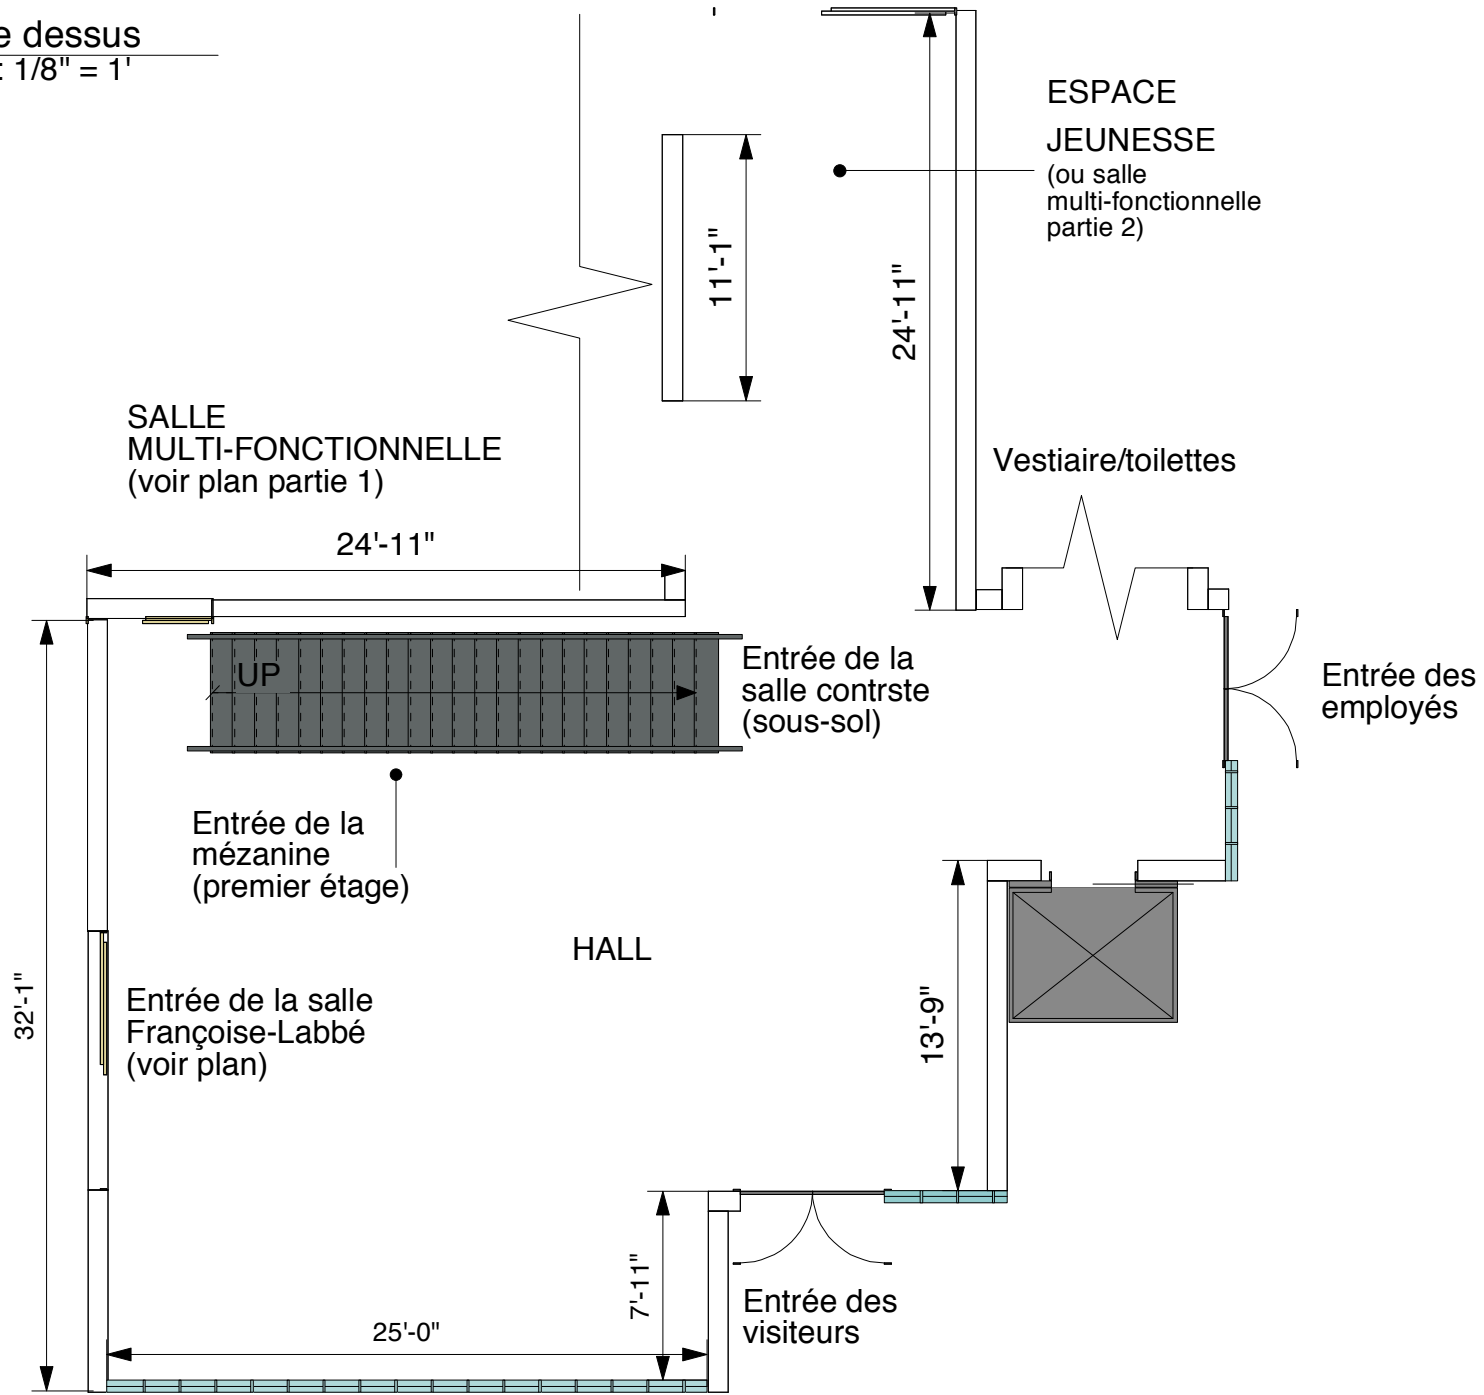 e dessus
: 1/8" = 1'
ESPACE
JEUNESSE
(ou salle
multi-fonctionnelle
partie 2)
11'-1"
24'-11"
SALLE
MULTI-FONCTIONNELLE
(voir plan partie 1)
Vestiaire/toilettes
24'-11"
UP
Entrée de la
salle contrste
(sous-sol)
Entrée des
employés
Entrée de la
mézanine
(premier étage)
HALL
32'-1"
Entrée de la salle
Françoise-Labbé
(voir plan)
13'-9"
7'-11"
Entrée des
visiteurs
25'-0"